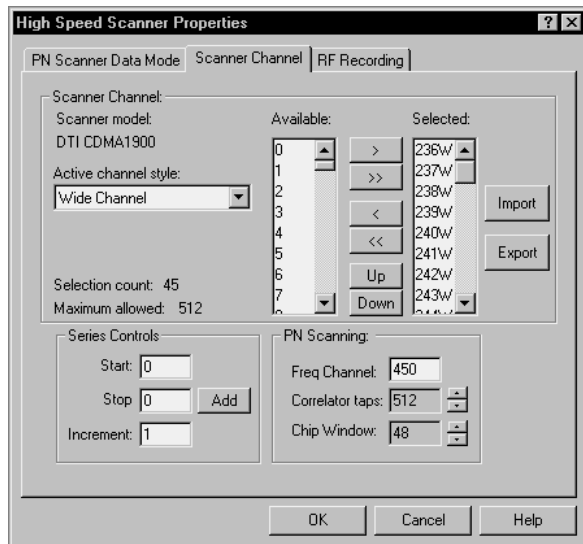 High Speed Scanner Properties
PN Scanner Data Mode
Scanner Channel
RF Recording
Scanner Channel:
Scanner model:
DTI CDMA1900
Active channel style:
Wide Channel
Selection count: 45
Maximum allowed: 512
Available:
0
1
2
3
4
5
6
7
>
>>
<
<<
Up
Down
Selected:
236W
237W
238W
239W
240W
241W
242W
243W
Import
Export
Series Controls
Start: 0
Stop 0
Add
Increment: 1
PN Scanning:
Freq Channel: 450
Correlator taps: 512
Chip Window: 48
OK
Cancel
Help